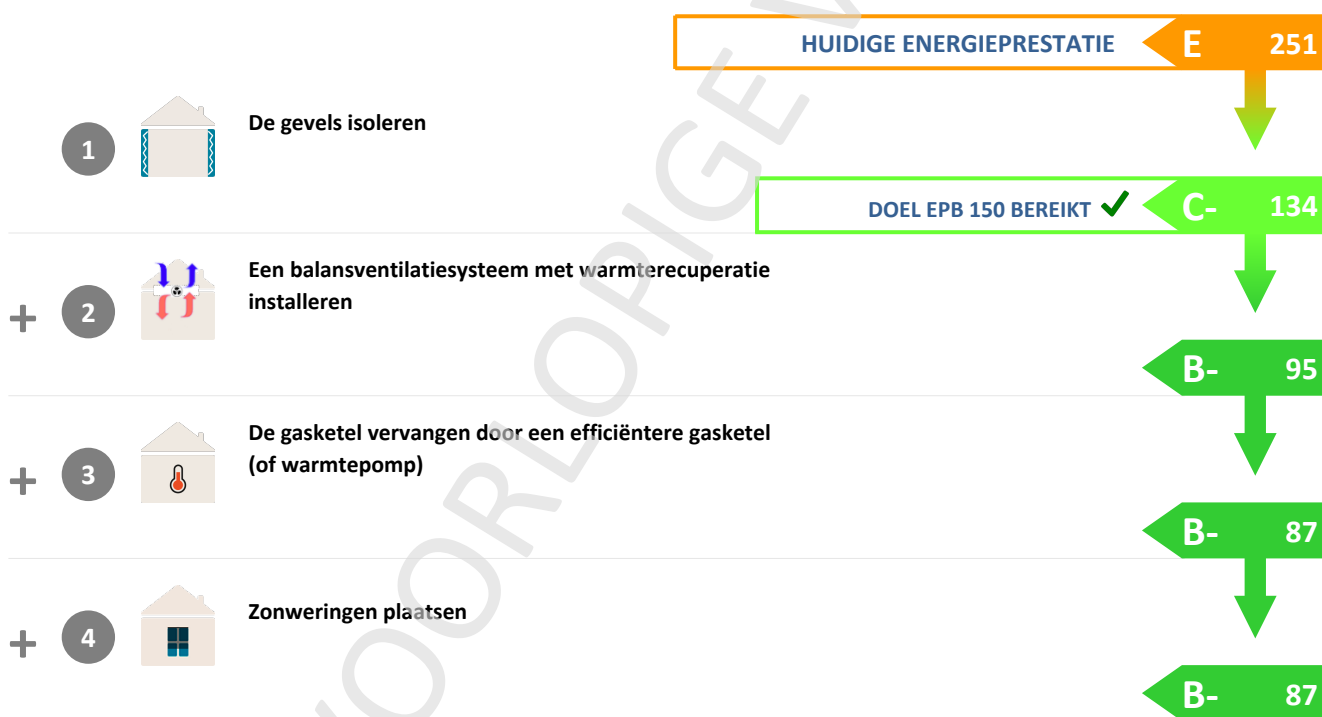 HUIDIGE ENERGIEPRESTATIE E 251
1 De gevels isoleren
DOEL EPB 150 BEREIKT ✓ C- 134
+ 2 Een balansventilatiesysteem met warmterecuperatie
installeren
B- 95
+ 3 De gasketel vervangen door een efficiëntere gasketel
(of warmtepomp)
B- 87
+ 4 Zonweringen plaatsen
B- 87
VOORLOPIGE V